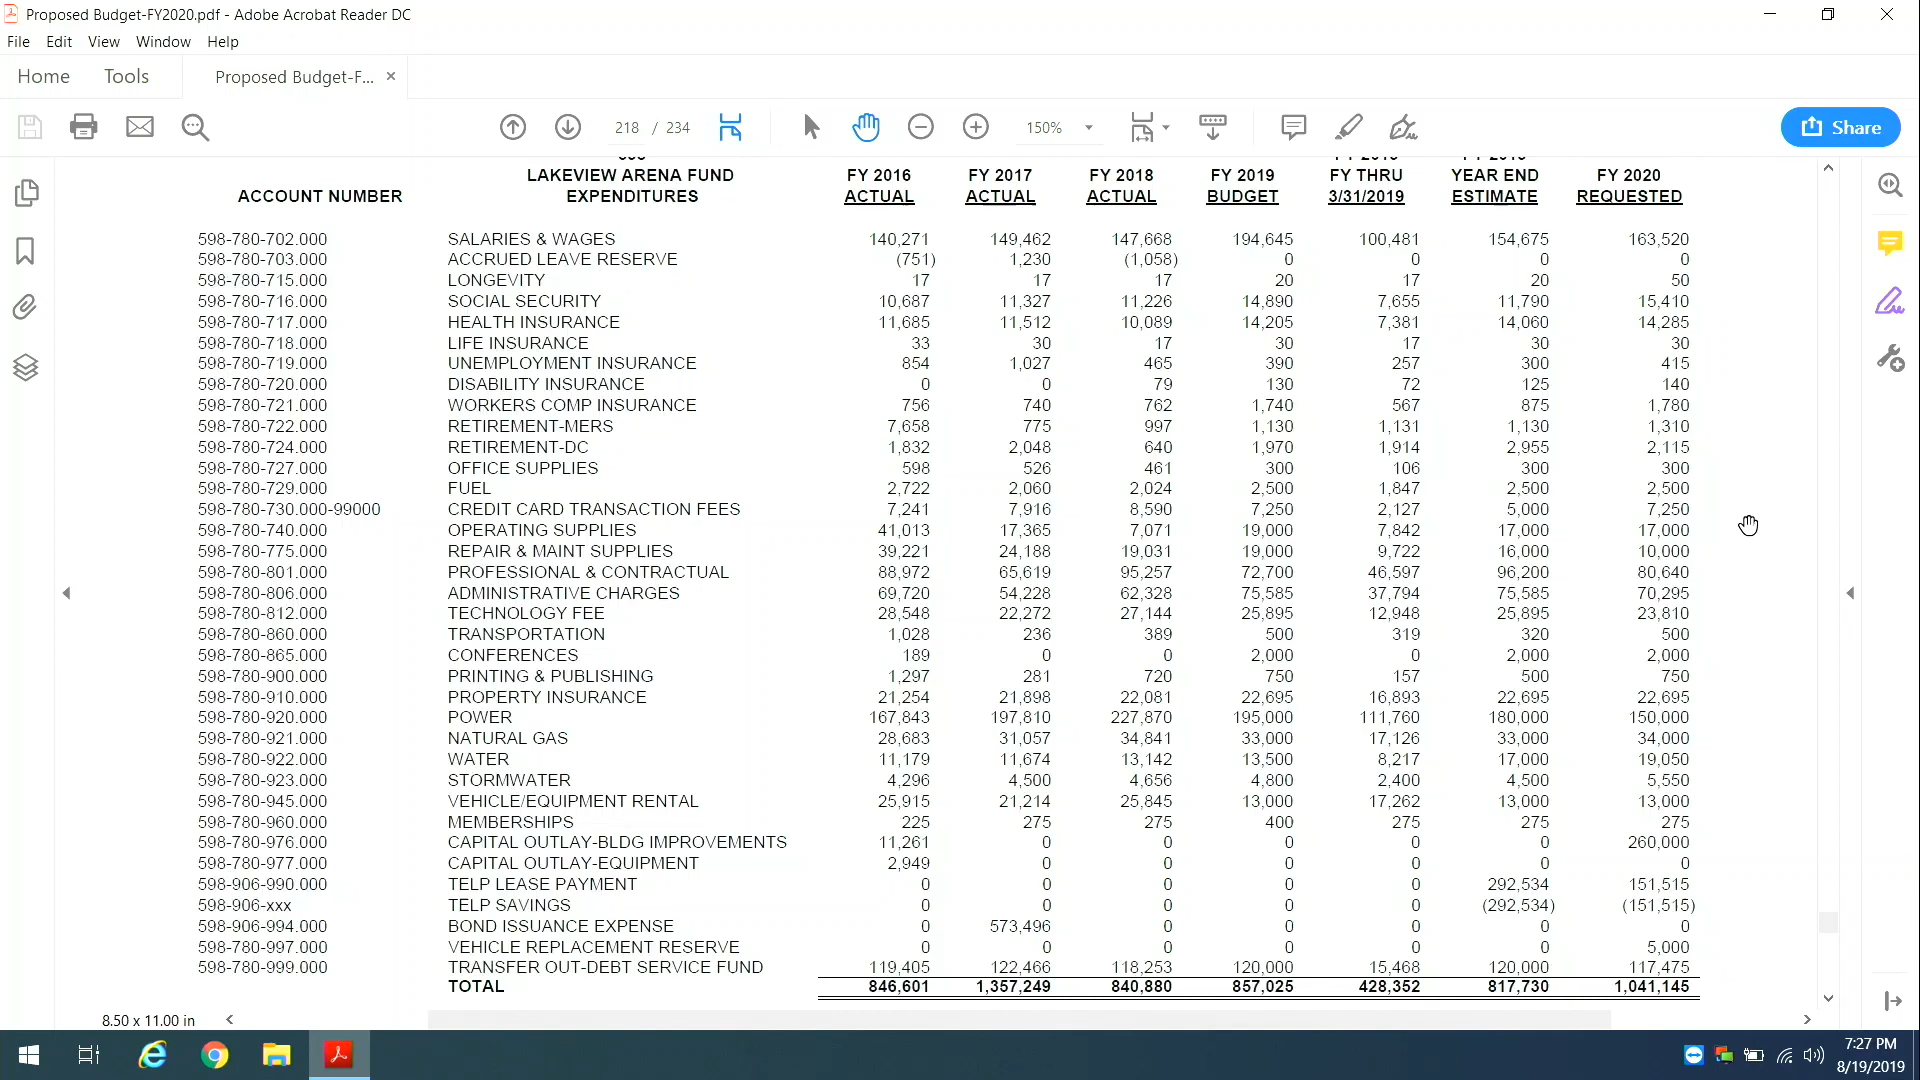 Proposed Budget-FY2020.pdf - Adobe Acrobat Reader DC
File Edit View Window Help
Home Tools Proposed Budget-F... ×
218 / 234 150% Share
LAKEVIEW ARENA FUND FY 2016 FY 2017 FY 2018 FY 2019 FY THRU YEAR END FY 2020
ACCOUNT NUMBER EXPENDITURES ACTUAL ACTUAL ACTUAL BUDGET 3/31/2019 ESTIMATE REQUESTED
598-780-702.000 SALARIES & WAGES 140,271 149,462 147,668 194,645 100,481 154,675 163,520
598-780-703.000 ACCRUED LEAVE RESERVE (751) 1,230 (1,058) 0 0 0 0
598-780-715.000 LONGEVITY 17 17 17 20 17 20 50
598-780-716.000 SOCIAL SECURITY 10,687 11,327 11,226 14,890 7,655 11,790 15,410
598-780-717.000 HEALTH INSURANCE 11,685 11,512 10,089 14,205 7,381 14,060 14,285
598-780-718.000 LIFE INSURANCE 33 30 17 30 17 30 30
598-780-719.000 UNEMPLOYMENT INSURANCE 854 1,027 465 390 257 300 415
598-780-720.000 DISABILITY INSURANCE 0 0 79 130 72 125 140
598-780-721.000 WORKERS COMP INSURANCE 756 740 762 1,740 567 875 1,780
598-780-722.000 RETIREMENT-MERS 7,658 775 997 1,130 1,131 1,130 1,310
598-780-724.000 RETIREMENT-DC 1,832 2,048 640 1,970 1,914 2,955 2,115
598-780-727.000 OFFICE SUPPLIES 598 526 461 300 106 300 300
598-780-729.000 FUEL 2,722 2,060 2,024 2,500 1,847 2,500 2,500
598-780-730.000-99000 CREDIT CARD TRANSACTION FEES 7,241 7,916 8,590 7,250 2,127 5,000 7,250
598-780-740.000 OPERATING SUPPLIES 41,013 17,365 7,071 19,000 7,842 17,000 17,000
598-780-775.000 REPAIR & MAINT SUPPLIES 39,221 24,188 19,031 19,000 9,722 16,000 10,000
598-780-801.000 PROFESSIONAL & CONTRACTUAL 88,972 65,619 95,257 72,700 46,597 96,200 80,640
598-780-806.000 ADMINISTRATIVE CHARGES 69,720 54,228 62,328 75,585 37,794 75,585 70,295
598-780-812.000 TECHNOLOGY FEE 28,548 22,272 27,144 25,895 12,948 25,895 23,810
598-780-860.000 TRANSPORTATION 1,028 236 389 500 319 320 500
598-780-865.000 CONFERENCES 189 0 0 2,000 0 2,000 2,000
598-780-900.000 PRINTING & PUBLISHING 1,297 281 720 750 157 500 750
598-780-910.000 PROPERTY INSURANCE 21,254 21,898 22,081 22,695 16,893 22,695 22,695
598-780-920.000 POWER 167,843 197,810 227,870 195,000 111,760 180,000 150,000
598-780-921.000 NATURAL GAS 28,683 31,057 34,841 33,000 17,126 33,000 34,000
598-780-922.000 WATER 11,179 11,674 13,142 13,500 8,217 17,000 19,050
598-780-923.000 STORMWATER 4,296 4,500 4,656 4,800 2,400 4,500 5,550
598-780-945.000 VEHICLE/EQUIPMENT RENTAL 25,915 21,214 25,845 13,000 17,262 13,000 13,000
598-780-960.000 MEMBERSHIPS 225 275 275 400 275 275 275
598-780-976.000 CAPITAL OUTLAY-BLDG IMPROVEMENTS 11,261 0 0 0 0 0 260,000
598-780-977.000 CAPITAL OUTLAY-EQUIPMENT 2,949 0 0 0 0 0 0
598-906-990.000 TELP LEASE PAYMENT 0 0 0 0 0 292,534 151,515
598-906-xxx TELP SAVINGS 0 0 0 0 0 (292,534) (151,515)
598-906-994.000 BOND ISSUANCE EXPENSE 0 573,496 0 0 0 0 0
598-780-997.000 VEHICLE REPLACEMENT RESERVE 0 0 0 0 0 0 5,000
598-780-999.000 TRANSFER OUT-DEBT SERVICE FUND 119,405 122,466 118,253 120,000 15,468 120,000 117,475
TOTAL 846,601 1,357,249 840,880 857,025 428,352 817,730 1,041,145
8.50 x 11.00 in
7:27 PM
8/19/2019